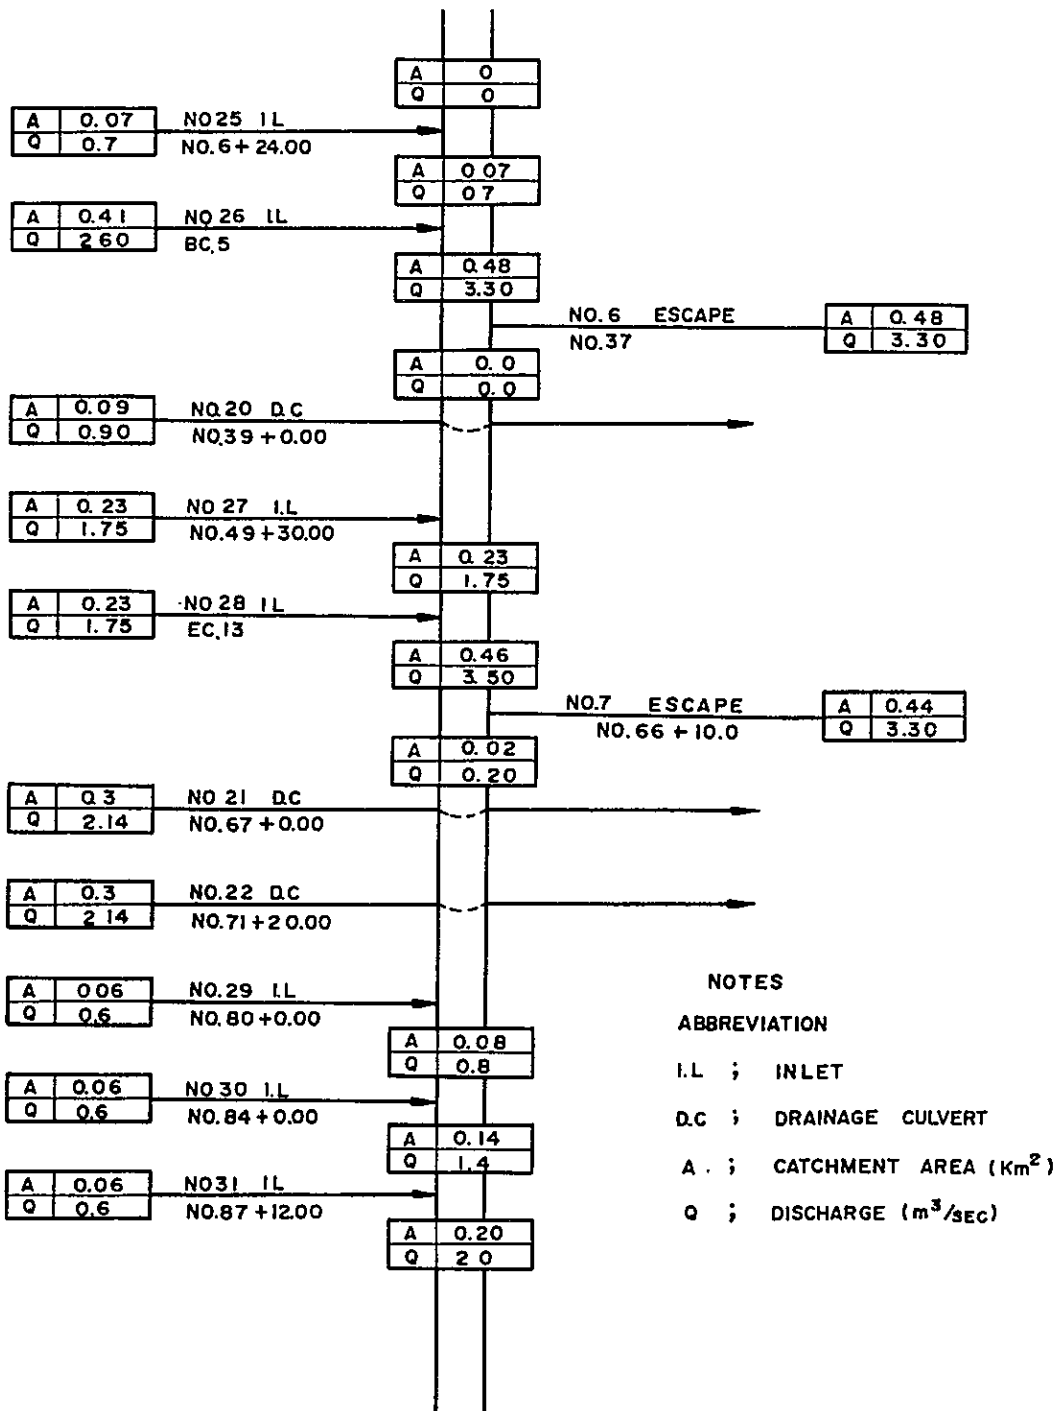 A 0
Q 0
A 0.07
Q 0.7
NO 25 I L
NO.6+24.00
A 0 07
Q 0 7
A 0.41
Q 2 60
NO 26 I.L
BC,5
A 0.48
Q 3.30
NO.6 ESCAPE
NO.37
A 0.48
Q 3.30
A 0.0
Q 0.0
A 0.09
Q 0.90
NO.20 D.C
NO.39+0.00
A 0.23
Q 1.75
NO 27 I.L
NO.49+30.00
A 0.23
Q 1.75
A 0.23
Q 1.75
NO 28 I L
EC,13
A 0.46
Q 3.50
NO.7 ESCAPE
NO.66+10.0
A 0.44
Q 3.30
A 0.02
Q 0.20
A 0.3
Q 2.14
NO 21 D.C
NO.67+0.00
A 0.3
Q 2 14
NO.22 D.C
NO.71+20.00
A 0 06
Q 0.6
NO.29 I.L
NO.80+0.00
A 0.08
Q 0.8
A 0.06
Q 0.6
NO 30 I.L
NO.84+0.00
A 0.14
Q 1.4
A 0.06
Q 0.6
NO 31 I L
NO.87+12.00
A 0.20
Q 2 0
NOTES
ABBREVIATION
I.L ; INLET
D.C ; DRAINAGE CULVERT
A . ; CATCHMENT AREA (Km²)
Q ; DISCHARGE (m³/SEC)